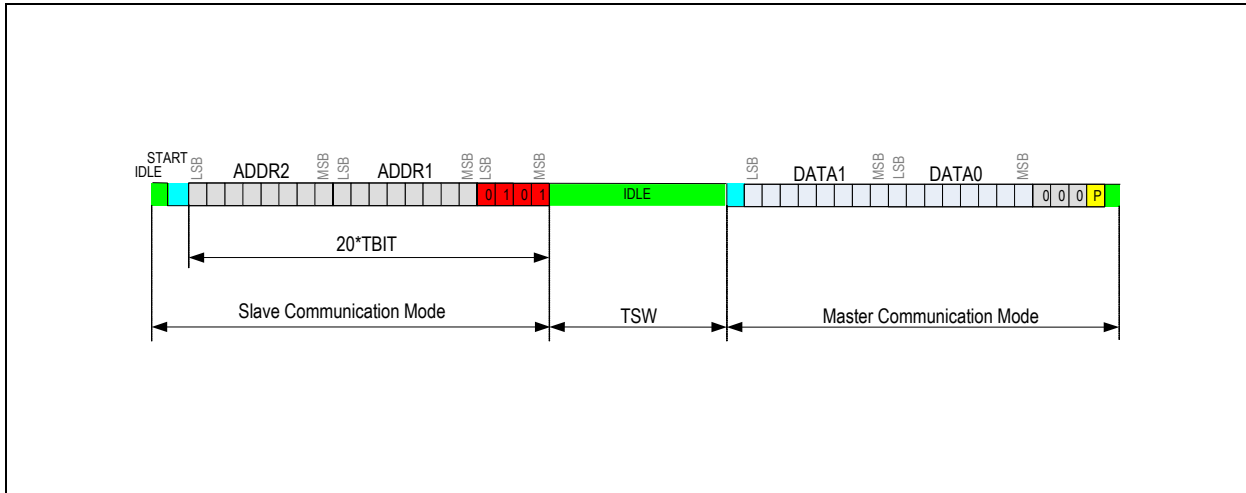 START
IDLE
LSB ADDR2 MSB LSB ADDR1 MSB LSB MSB LSB DATA1 MSB LSB DATA0 MSB
0 1 0 1 IDLE 0 0 0 P
20*TBIT
Slave Communication Mode TSW Master Communication Mode